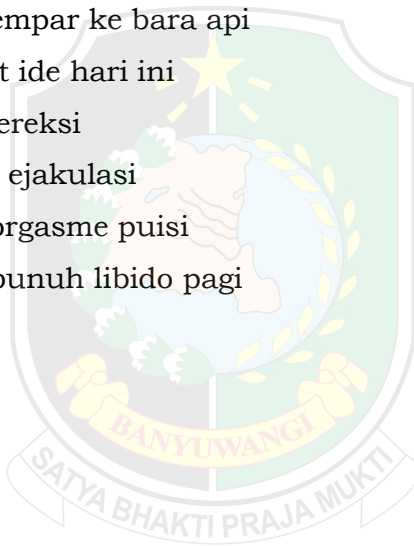 empar ke bara api
t ide hari ini
ereksi
ejakulasi
orgasme puisi
bunuh libido pagi
BANYUWANGI
SATYA BHAKTI PRAJA MUKTI